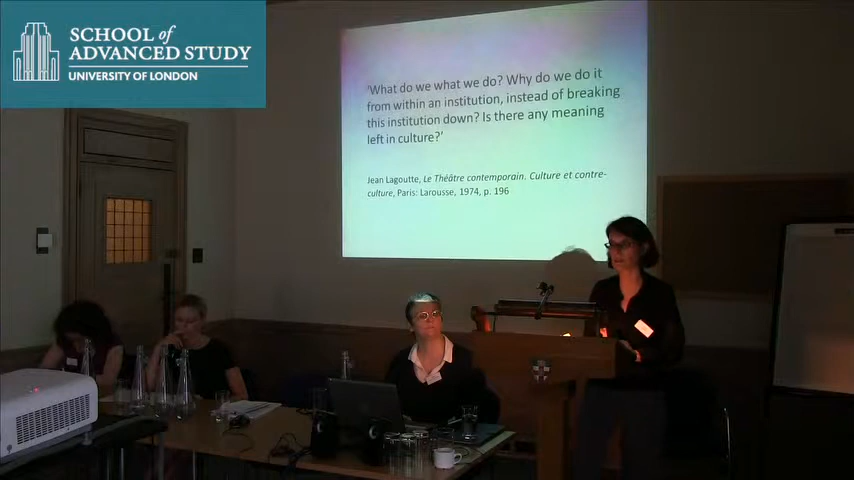 SCHOOL of
ADVANCED STUDY
UNIVERSITY OF LONDON
‘What do we what we do? Why do we do it
from within an institution, instead of breaking
this institution down? Is there any meaning
left in culture?’
Jean Lagoutte, Le Théâtre contemporain. Culture et contre-
culture, Paris: Larousse, 1974, p. 196